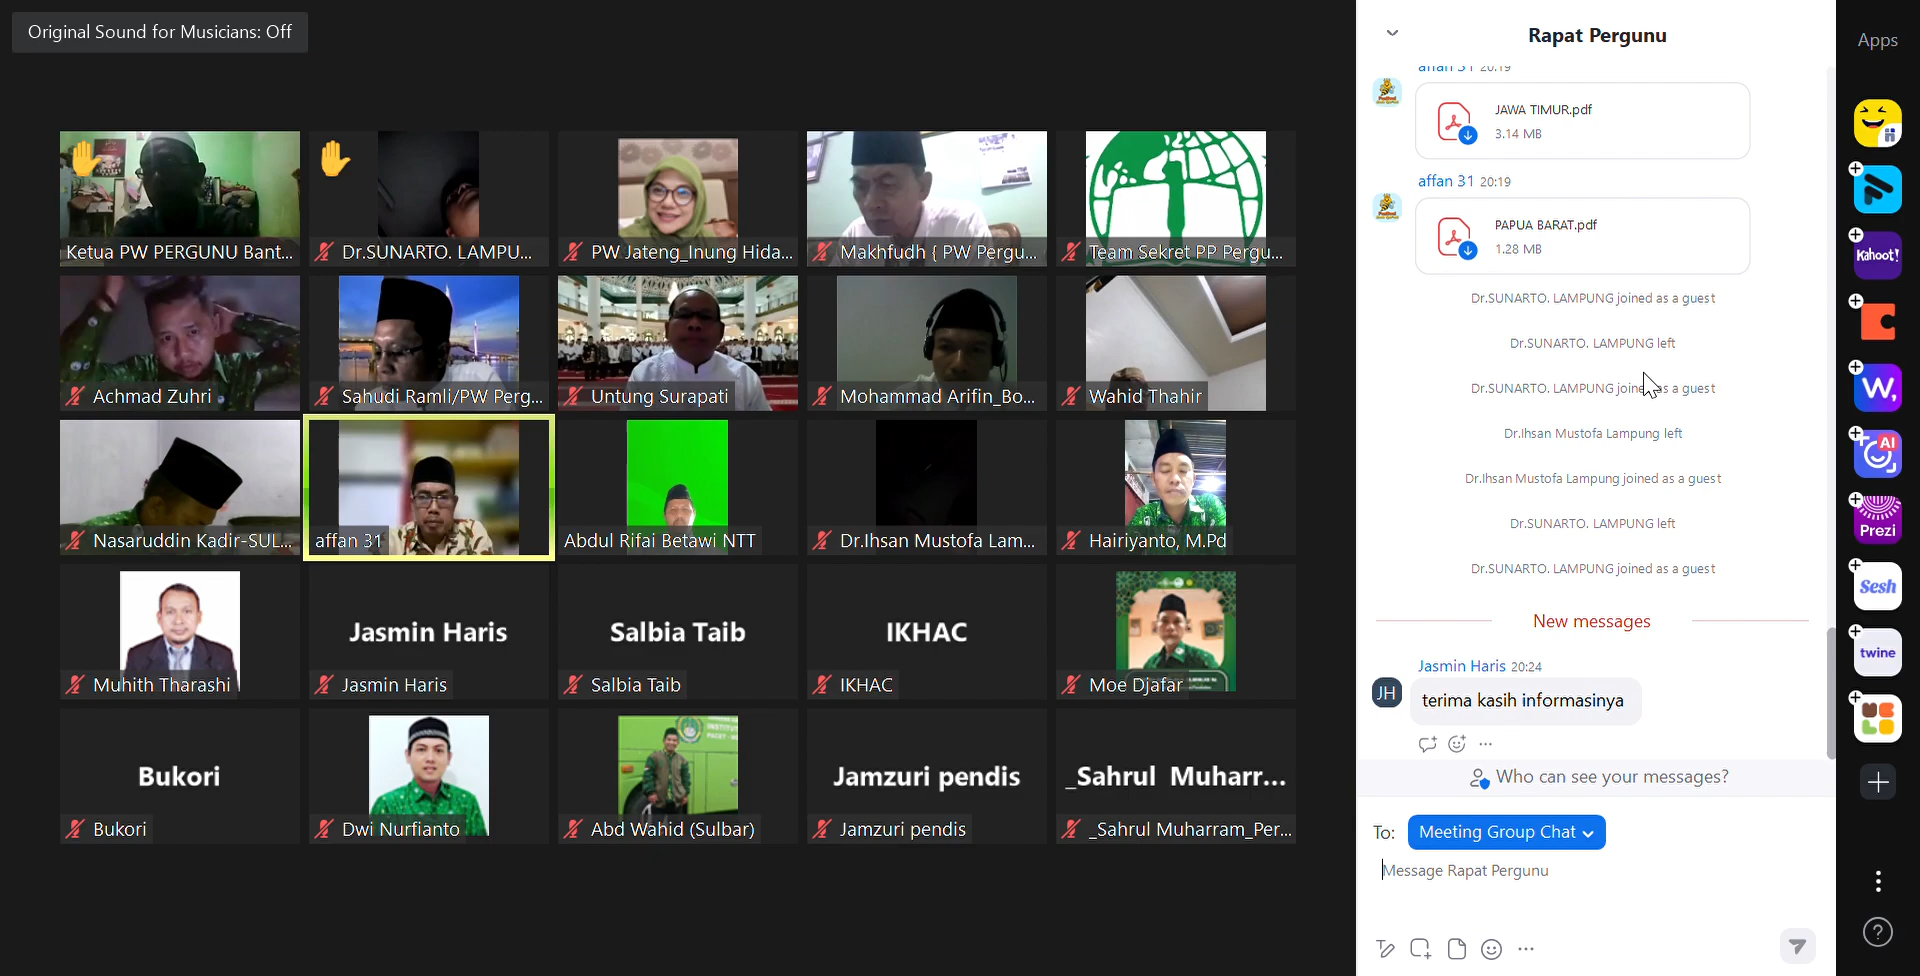 Original Sound for Musicians: Off
Ketua PW PERGUNU Bant...
Dr.SUNARTO. LAMPU...
PW Jateng_Inung Hida...
Makhfudh { PW Pergu...
Team Sekret PP Pergu...
Achmad Zuhri
Sahudi Ramli/PW Perg...
Untung Surapati
Mohammad Arifin_Bo...
Wahid Thahir
Nasaruddin Kadir-SUL...
affan 31
Abdul Rifai Betawi NTT
Dr.Ihsan Mustofa Lam...
Hairiyanto, M.Pd
Muhith Tharashi
Jasmin Haris
Jasmin Haris
Salbia Taib
Salbia Taib
IKHAC
IKHAC
Moe Djafar
Bukori
Bukori
Dwi Nurfianto
Abd Wahid (Sulbar)
Jamzuri pendis
Jamzuri pendis
_Sahrul Muharr...
_Sahrul Muharram_Per...
Rapat Pergunu
affan 31 20:19
JAWA TIMUR.pdf
3.14 MB
affan 31 20:19
PAPUA BARAT.pdf
1.28 MB
Dr.SUNARTO. LAMPUNG joined as a guest
Dr.SUNARTO. LAMPUNG left
Dr.SUNARTO. LAMPUNG joined as a guest
Dr.Ihsan Mustofa Lampung left
Dr.Ihsan Mustofa Lampung joined as a guest
Dr.SUNARTO. LAMPUNG left
Dr.SUNARTO. LAMPUNG joined as a guest
New messages
Jasmin Haris 20:24
JH
terima kasih informasinya
Who can see your messages?
To: Meeting Group Chat
Message Rapat Pergunu
Apps
Kahoot!
W,
AI
Prezi
Sesh
twine